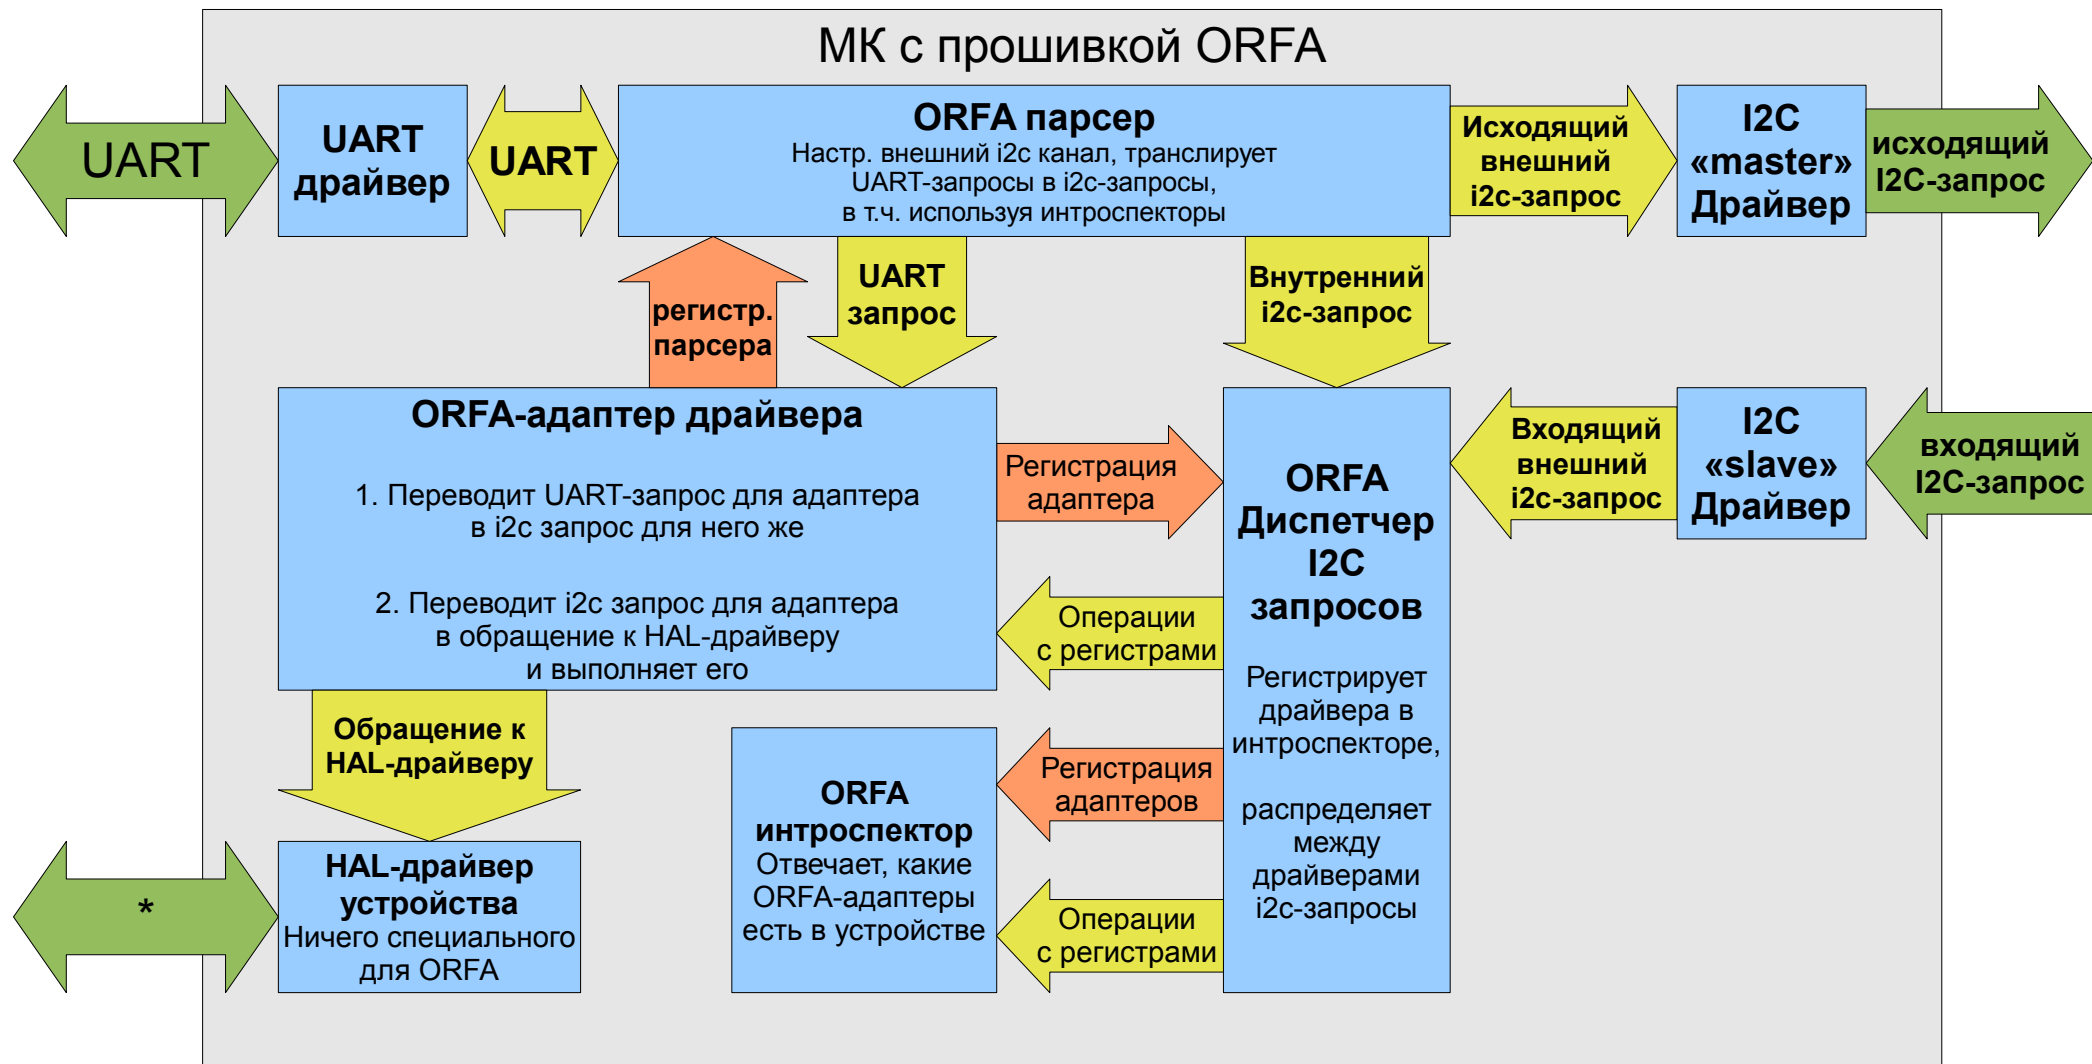 МК с прошивкой ORFA
UART
UART
драйвер
UART
ORFA парсер
Настр. внешний i2c канал, транслирует
UART-запросы в i2c-запросы,
в т.ч. используя интроспекторы
Исходящий
внешний
i2c-запрос
I2C
«master»
Драйвер
исходящий
I2C-запрос
регистр.
парсера
UART
запрос
Внутренний
i2c-запрос
ORFA-адаптер драйвера
1. Переводит UART-запрос для адаптера
в i2c запрос для него же
2. Переводит i2c запрос для адаптера
в обращение к HAL-драйверу
и выполняет его
Регистрация
адаптера
Операции
с регистрами
ORFA
Диспетчер
I2C
запросов
Регистрирует
драйвера в
интроспекторе,
распределяет
между
драйверами
i2c-запросы
Входящий
внешний
i2c-запрос
I2C
«slave»
Драйвер
входящий
I2C-запрос
Обращение к
HAL-драйверу
*
HAL-драйвер
устройства
Ничего специального
для ORFA
ORFA
интроспектор
Отвечает, какие
ORFA-адаптеры
есть в устройстве
Регистрация
адаптеров
Операции
с регистрами